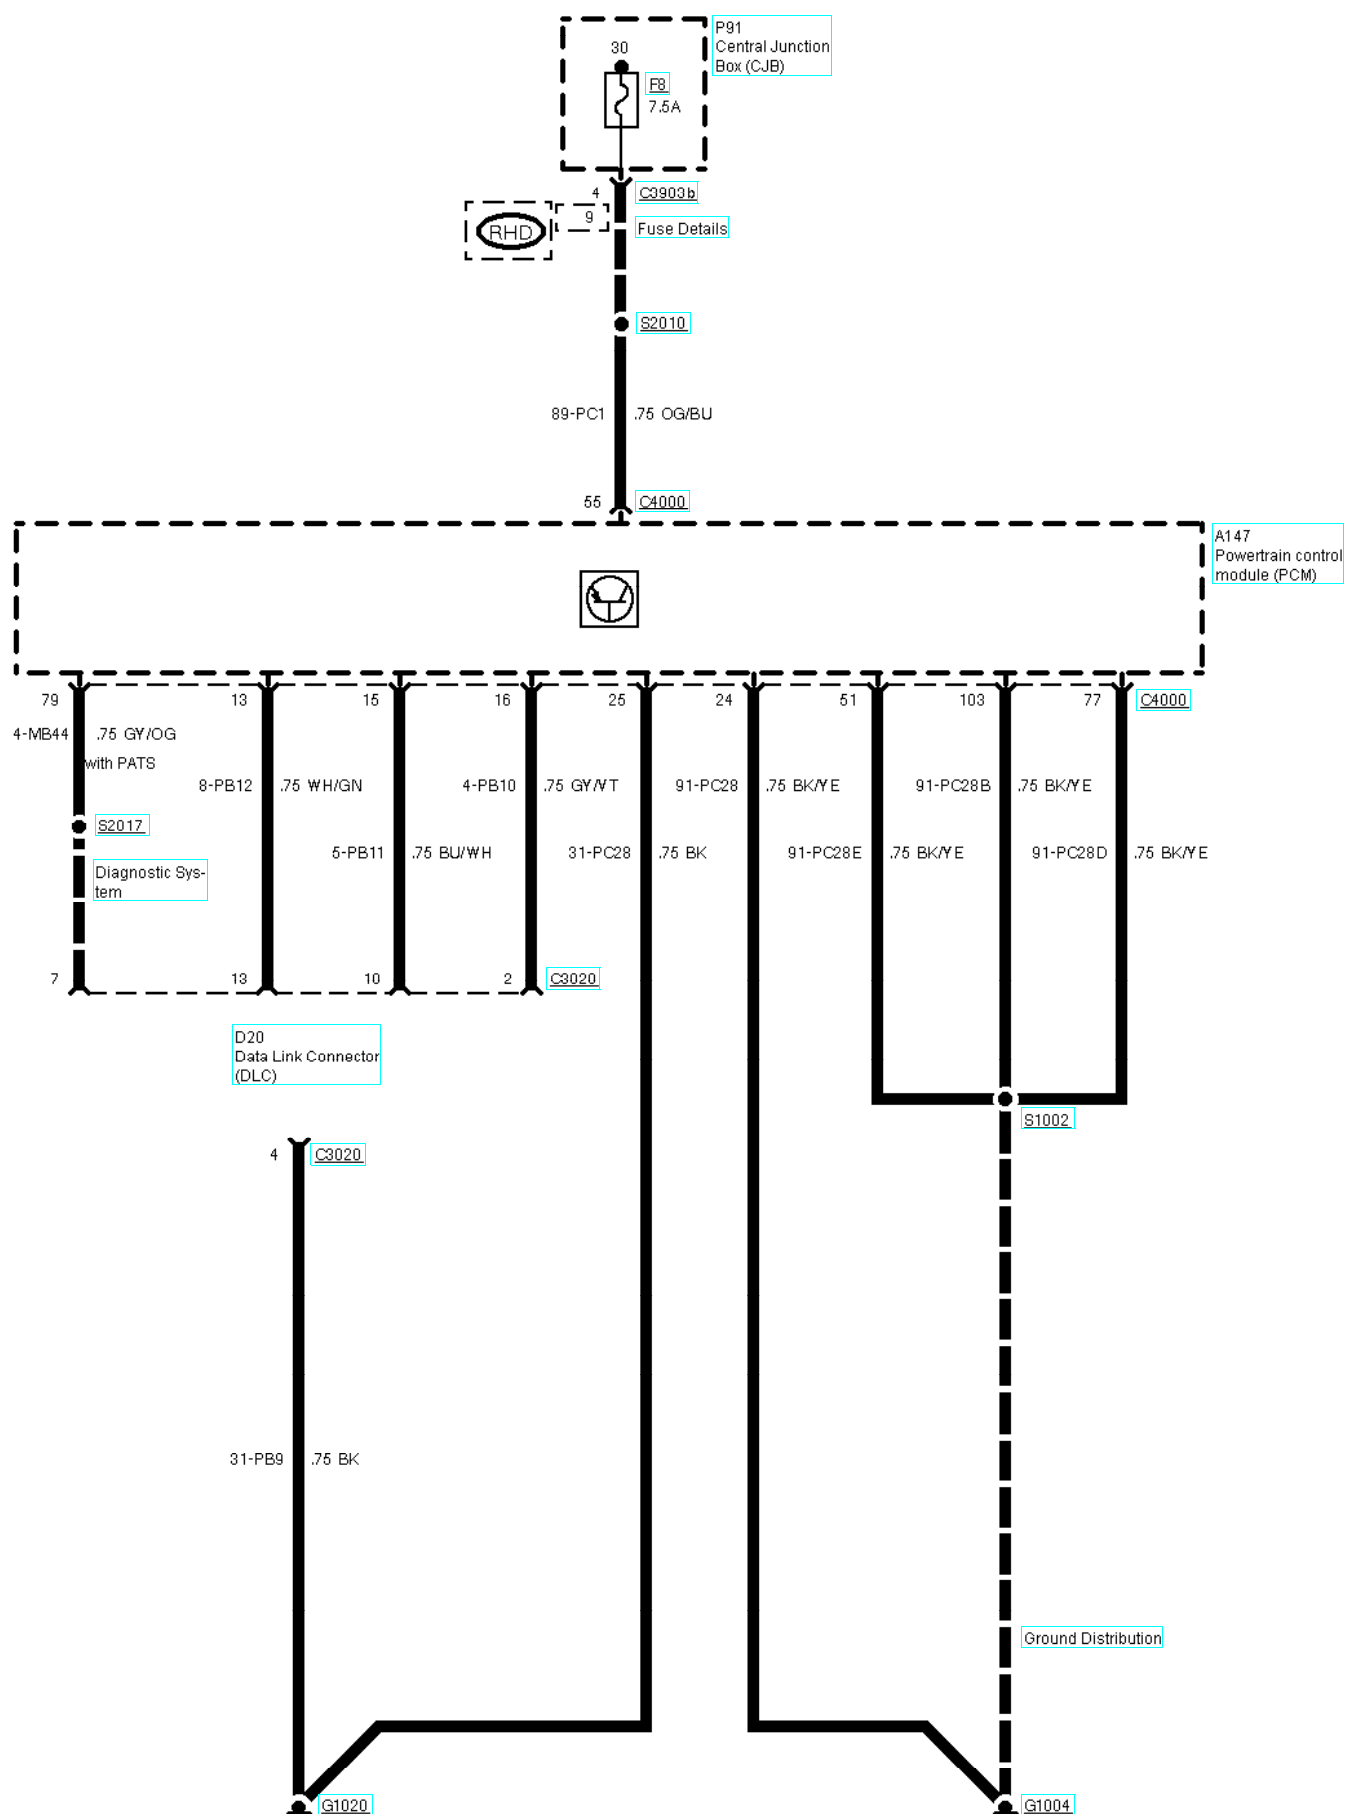 P91
Central Junction
Box (CJB)
30
F8
7.5A
4
C3903b
9
RHD
Fuse Details
S2010
89-PC1
.75 OG/BU
55
C4000
A147
Powertrain control
module (PCM)
79
13
15
16
25
24
51
103
77
C4000
4-MB44
.75 GY/OG
with PATS
8-PB12
.75 WH/GN
4-PB10
.75 GY/VT
91-PC28
.75 BK/YE
91-PC28B
.75 BK/YE
S2017
5-PB11
.75 BU/WH
31-PC28
.75 BK
91-PC28E
.75 BK/YE
91-PC28D
.75 BK/YE
Diagnostic Sys-
tem
7
13
10
2
C3020
D20
Data Link Connector
(DLC)
S1002
4
C3020
31-PB9
.75 BK
Ground Distribution
G1020
G1004